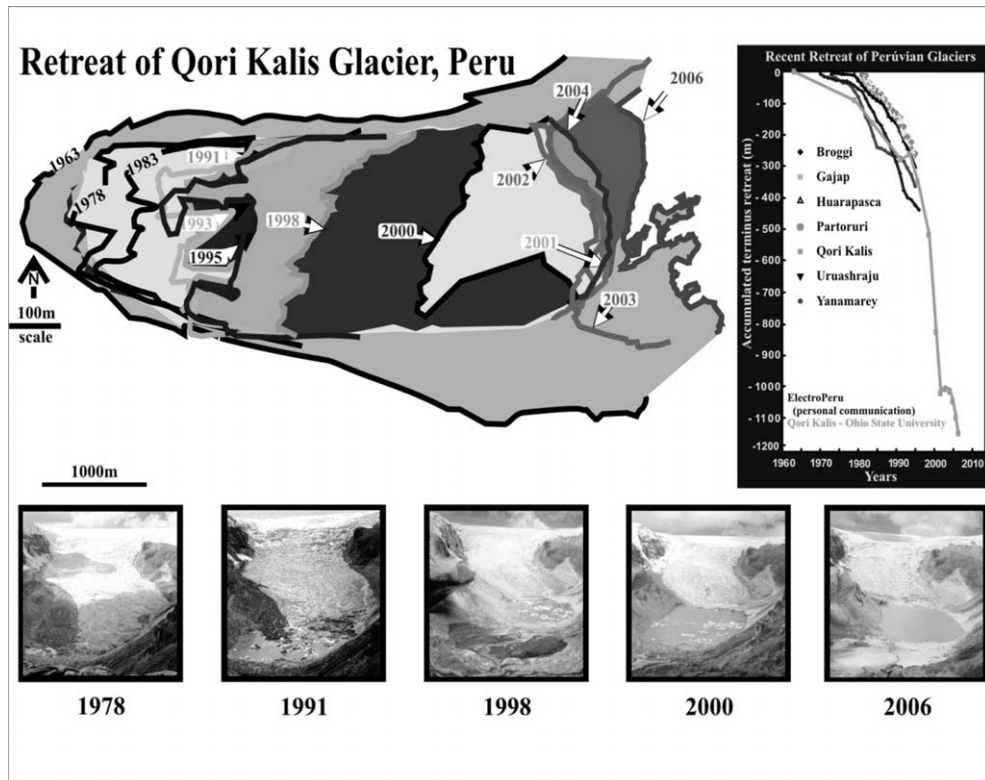 Retreat of Qori Kalis Glacier, Peru
1963
1978
1983
1991
1993
1995
1998
2000
2002
2004
2006
2001
2003
N
100m
scale
1000m
Recent Retreat of Perúvian Glaciers
Accumulated terminus retreat (m)
0
- 100
- 200
- 300
- 400
- 500
- 600
- 700
- 800
- 900
- 1000
- 1100
-1200
Broggi
Gajap
Huarapasca
Partoruri
Qori Kalis
Uruashraju
Yanamarey
ElectroPeru
(personal communication)
Qori Kalis - Ohio State University
1960 1970 1980 1990 2000 2010
Years
1978 1991 1998 2000 2006